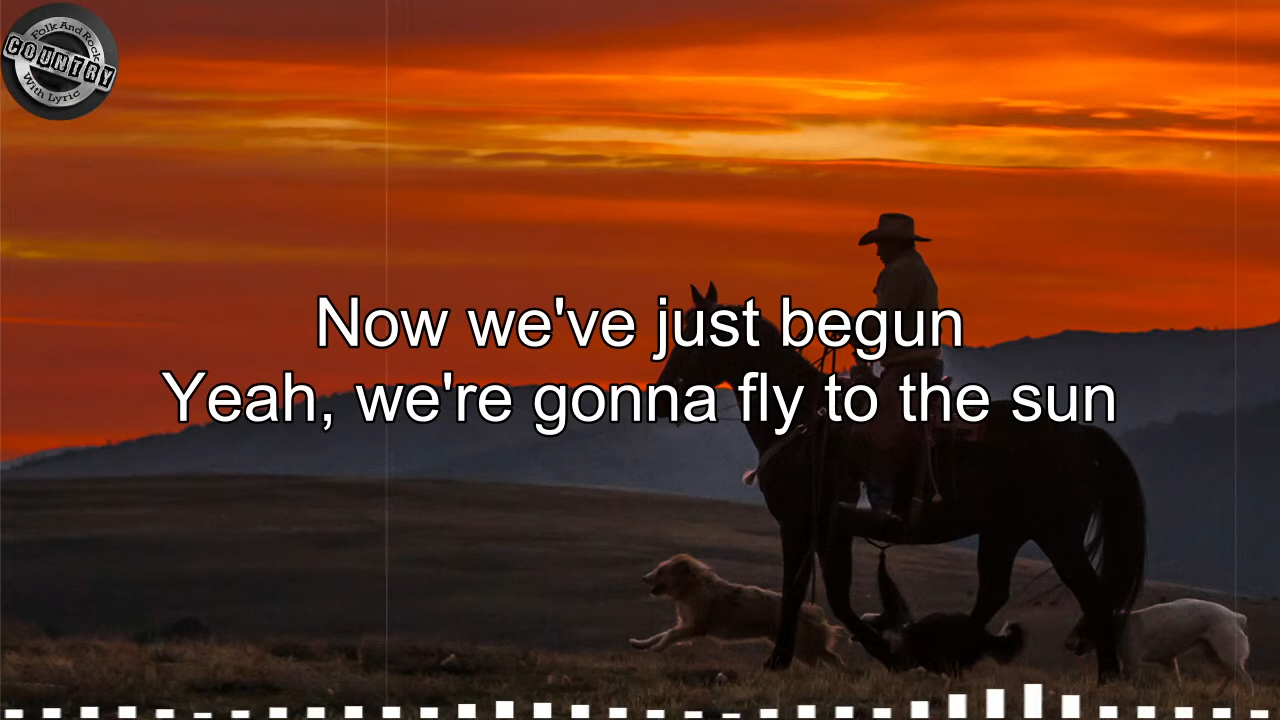 Folk And Rock
COUNTRY
With Lyric
Now we've just begun
Yeah, we're gonna fly to the sun